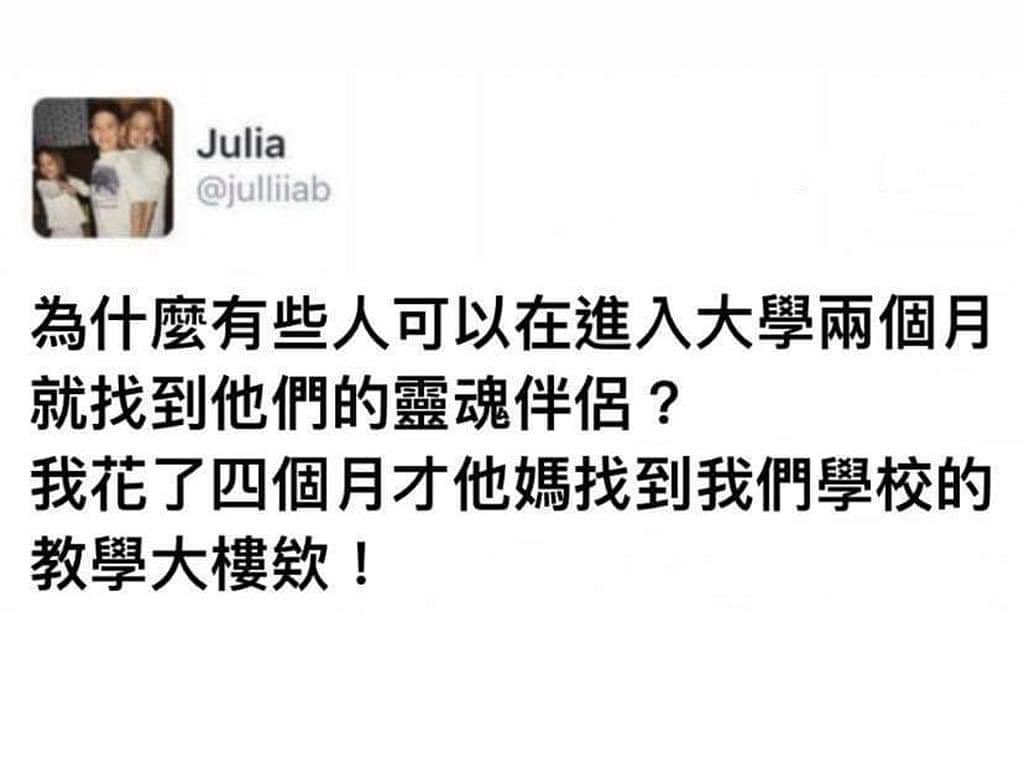 Julia
@julliiab
為什麼有些人可以在進入大學兩個月
就找到他們的靈魂伴侶？
我花了四個月才他媽找到我們學校的
教學大樓欸！